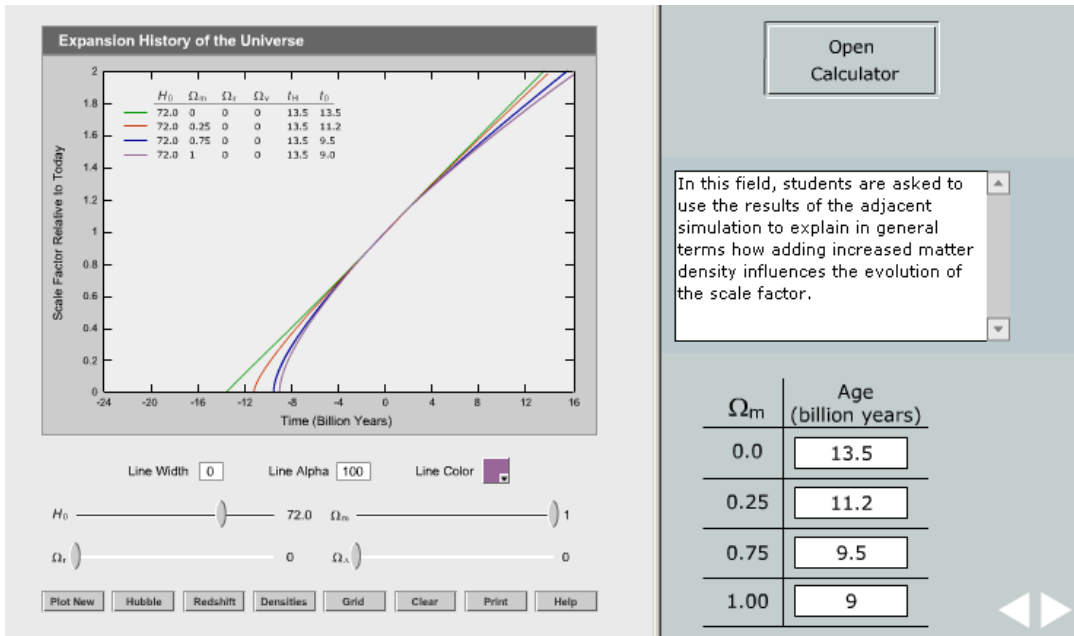 Expansion History of the Universe
Scale Factor Relative to Today
2
1.8
1.6
1.4
1.2
1
0.8
0.6
0.4
0.2
0
H₀ Ωm Ωr Ωv tH t₀
72.0 0 0 0 13.5 13.5
72.0 0.25 0 0 13.5 11.2
72.0 0.75 0 0 13.5 9.5
72.0 1 0 0 13.5 9.0
-24 -20 -16 -12 -8 -4 0 4 8 12 16
Time (Billion Years)
Line Width 0 Line Alpha 100 Line Color
H₀ 72.0 Ωm 1
Ωr 0 ΩΛ 0
Plot New Hubble Redshift Densities Grid Clear Print Help
Open
Calculator
In this field, students are asked to
use the results of the adjacent
simulation to explain in general
terms how adding increased matter
density influences the evolution of
the scale factor.
Ωm Age
(billion years)
0.0 13.5
0.25 11.2
0.75 9.5
1.00 9